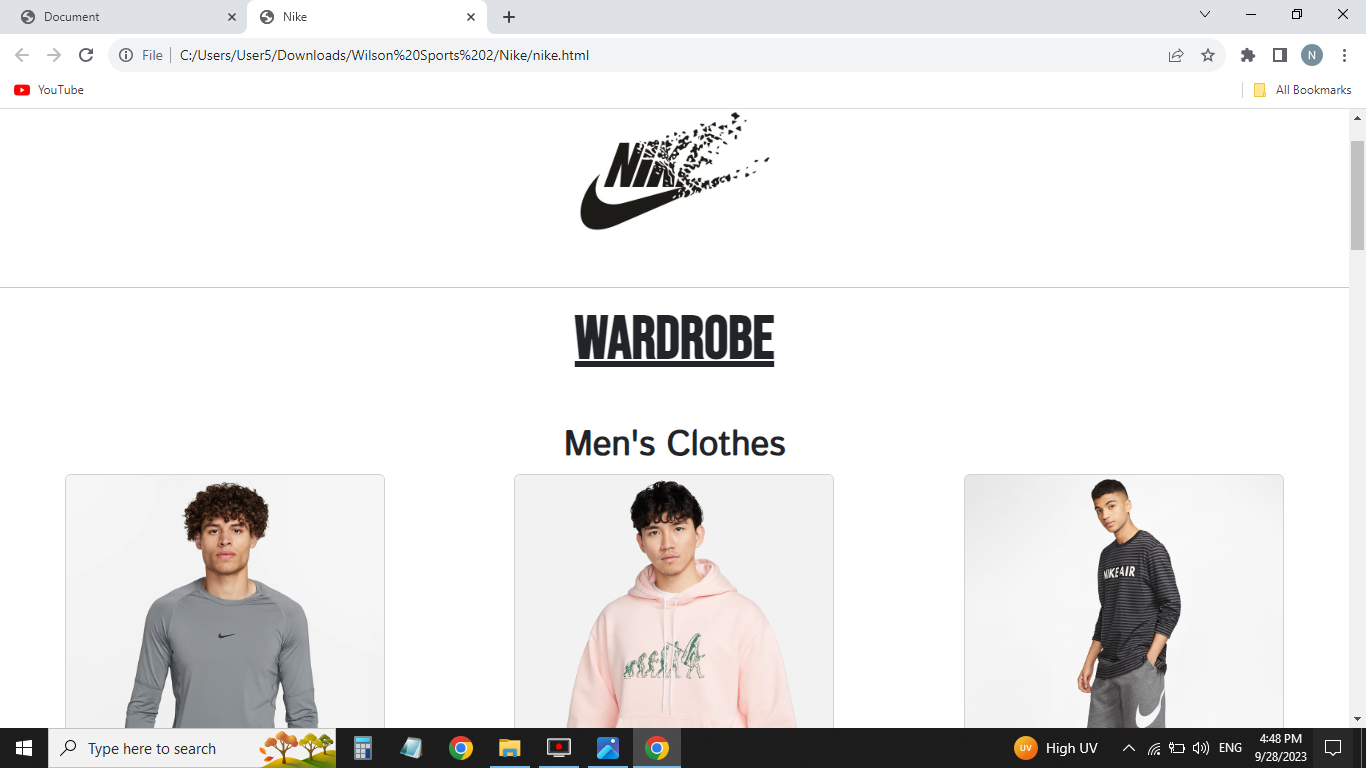 Document
Nike
File
C:/Users/User5/Downloads/Wilson%20Sports%202/Nike/nike.html
N
YouTube
All Bookmarks
NIKE
WARDROBE
Men's Clothes
NIKE AIR
Type here to search
UV
High UV
ENG
4:48 PM
9/28/2023